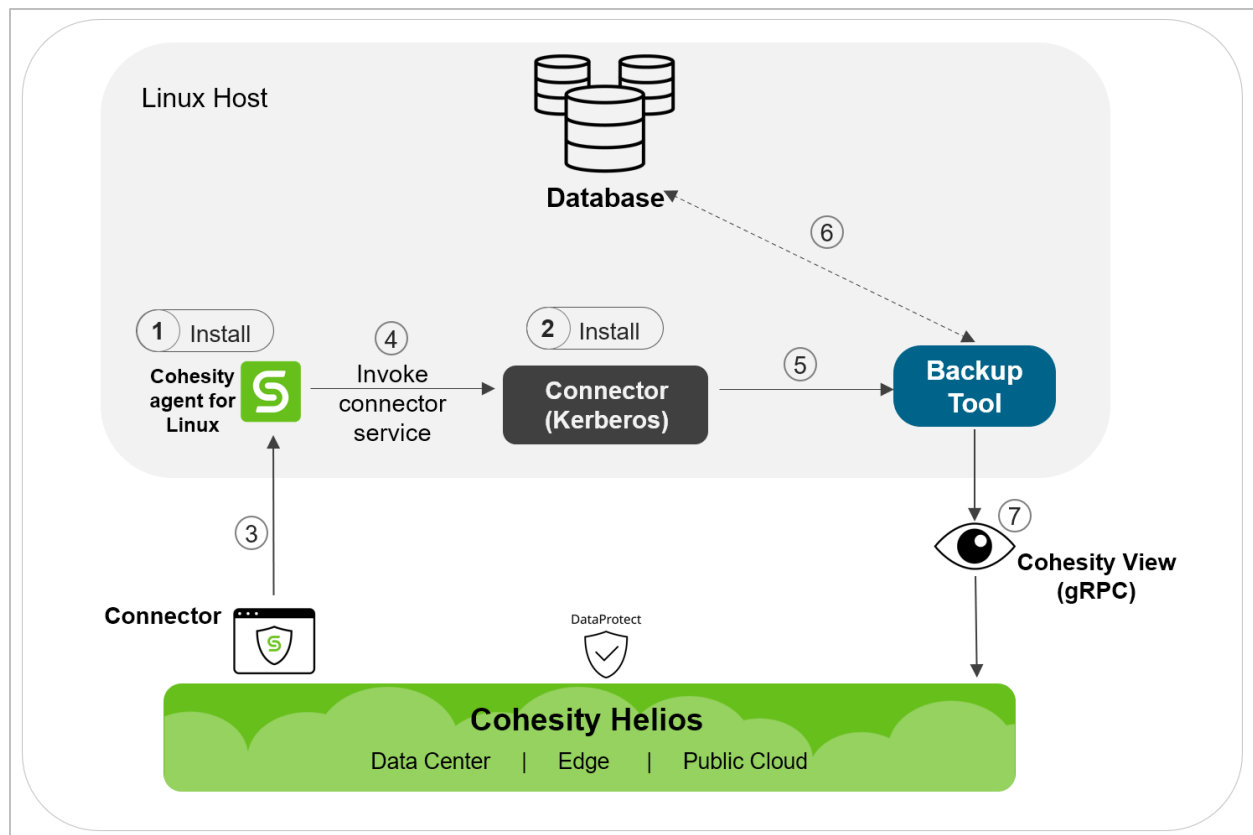 Linux Host
Database
6
1 Install
2 Install
4
Invoke
connector
service
Cohesity
agent for
Linux
Connector
(Kerberos)
5
Backup
Tool
3
7
Cohesity View
(gRPC)
Connector
DataProtect
Cohesity Helios
Data Center | Edge | Public Cloud